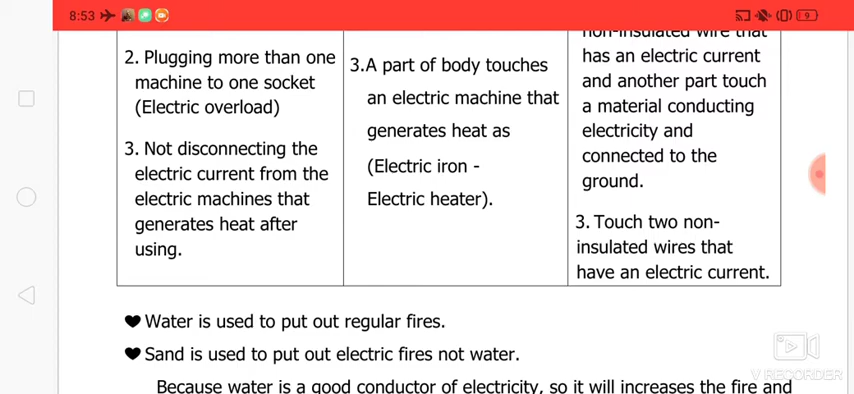 8:53
9
2. Plugging more than one
machine to one socket
(Electric overload)
3. Not disconnecting the
electric current from the
electric machines that
generates heat after
using.
3.A part of body touches
an electric machine that
generates heat as
(Electric iron -
Electric heater).
non-insulated wire that
has an electric current
and another part touch
a material conducting
electricity and
connected to the
ground.
3. Touch two non-
insulated wires that
have an electric current.
Water is used to put out regular fires.
Sand is used to put out electric fires not water.
Because water is a good conductor of electricity, so it will increases the fire and
V RECORDER